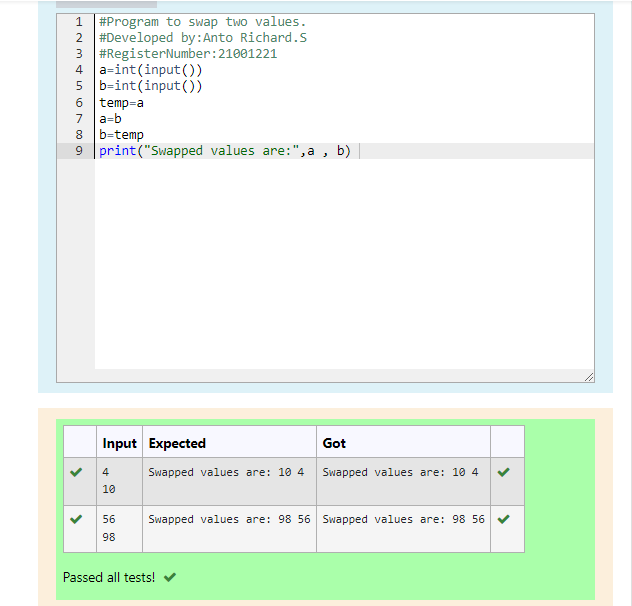 1 #Program to swap two values.
2 #Developed by:Anto Richard.S
3 #RegisterNumber:21001221
4 a=int(input())
5 b=int(input())
6 temp=a
7 a=b
8 b=temp
9 print("Swapped values are:",a , b)
Input Expected Got
4 Swapped values are: 10 4 Swapped values are: 10 4
10
56 Swapped values are: 98 56 Swapped values are: 98 56
98
Passed all tests!